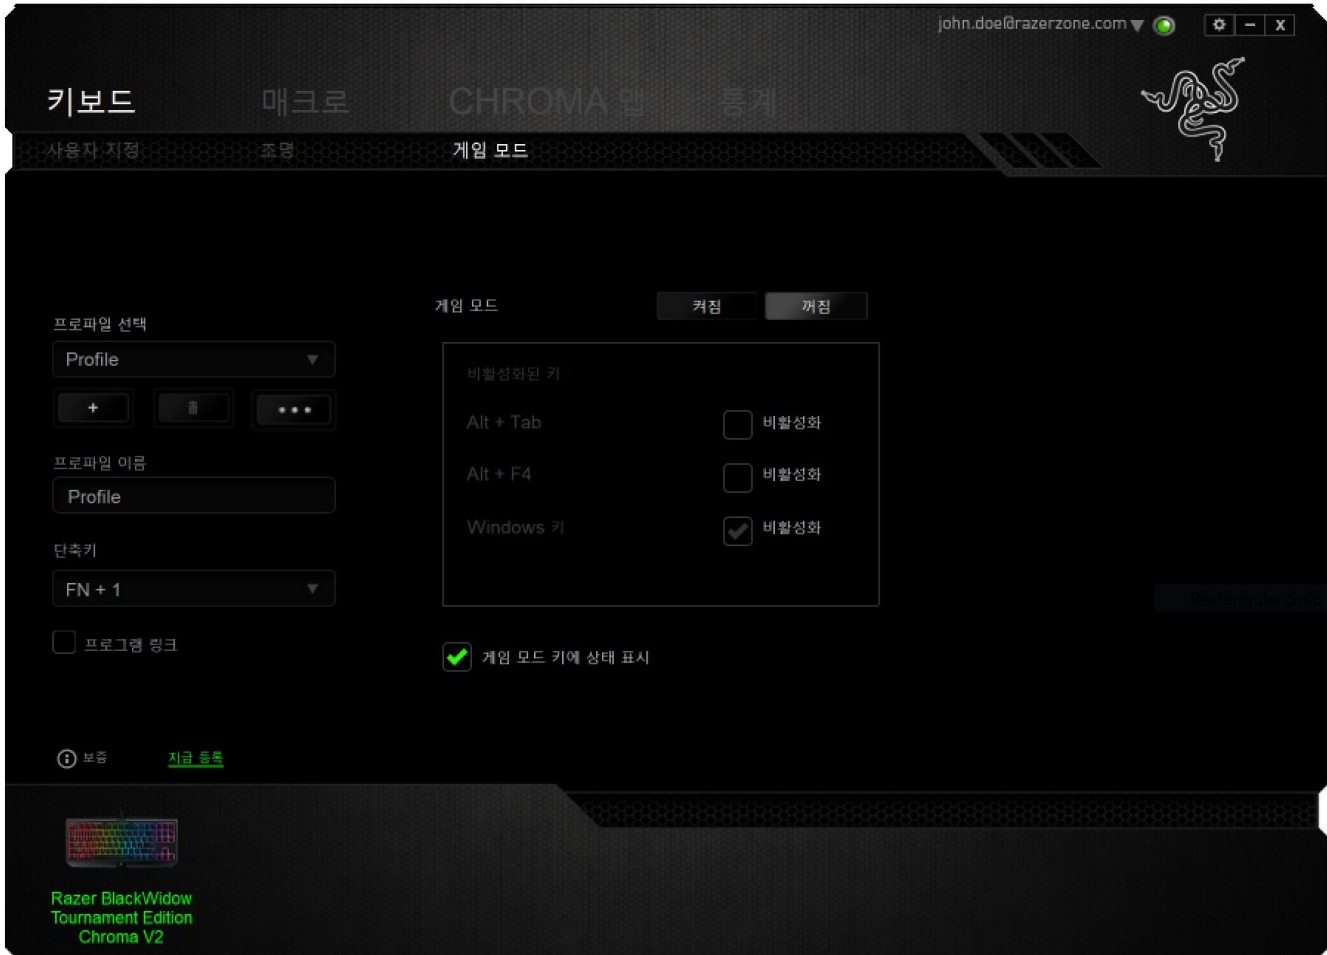 john.doe@razerzone.com
키보드
매크로
CHROMA 맵
통계
사용자 지정
조명
게임 모드
게임 모드
켜짐
꺼짐
프로파일 선택
Profile
비활성화된 키
Alt + Tab
비활성화
프로파일 이름
Alt + F4
비활성화
Profile
Windows 키
비활성화
단축키
FN + 1
Rectangular Snip
프로그램 링크
게임 모드 키에 상태 표시
보증
지금 등록
Razer BlackWidow
Tournament Edition
Chroma V2